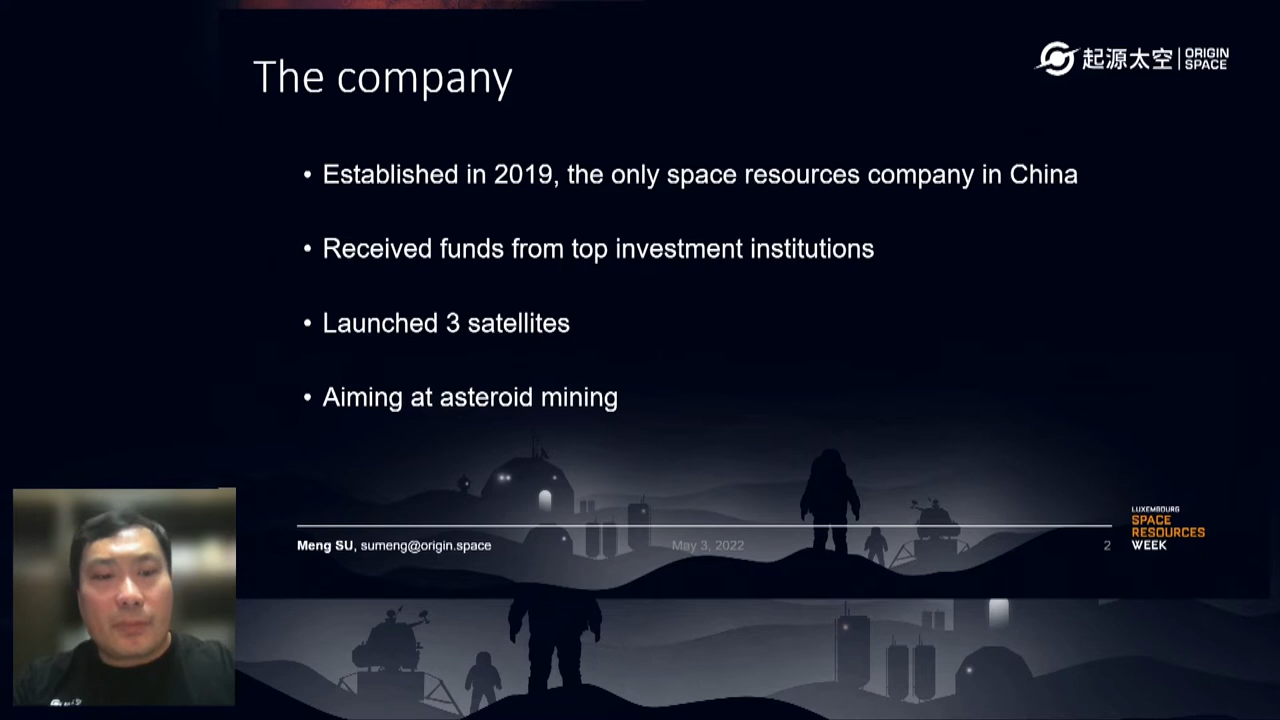 The company
起源太空 | ORIGIN SPACE
• Established in 2019, the only space resources company in China
• Received funds from top investment institutions
• Launched 3 satellites
• Aiming at asteroid mining
Meng SU, sumeng@origin.space
May 3, 2022
2
LUXEMBOURG
SPACE
RESOURCES
WEEK